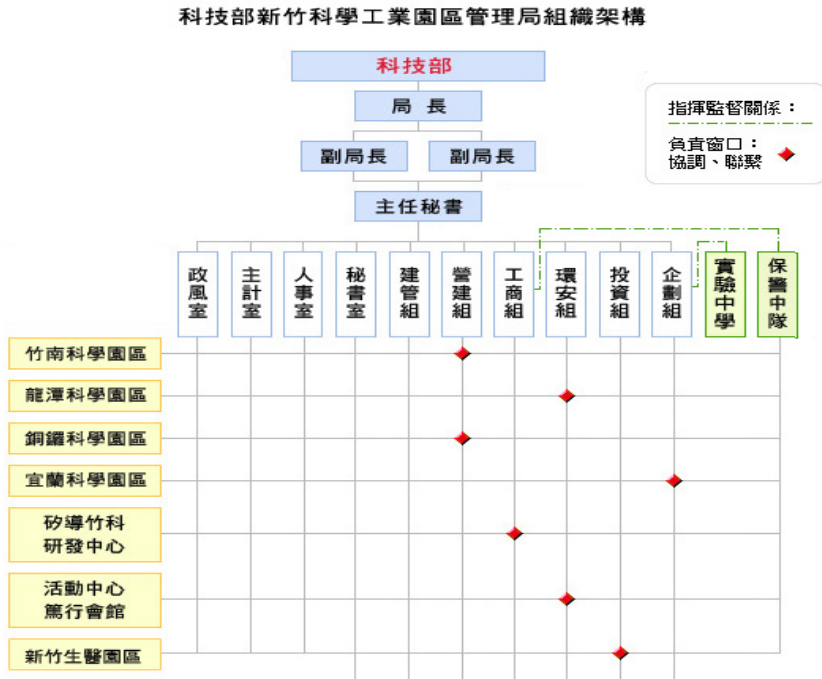 科技部新竹科學工業園區管理局組織架構
科技部
局長
副局長
副局長
主任秘書
指揮監督關係：
負責窗口：
協調、聯繫
政風室
主計室
人事室
秘書室
建管組
營建組
工商組
環安組
投資組
企劃組
實驗中學
保警中隊
竹南科學園區
龍潭科學園區
銅鑼科學園區
宜蘭科學園區
矽導竹科
研發中心
活動中心
篤行會館
新竹生醫園區